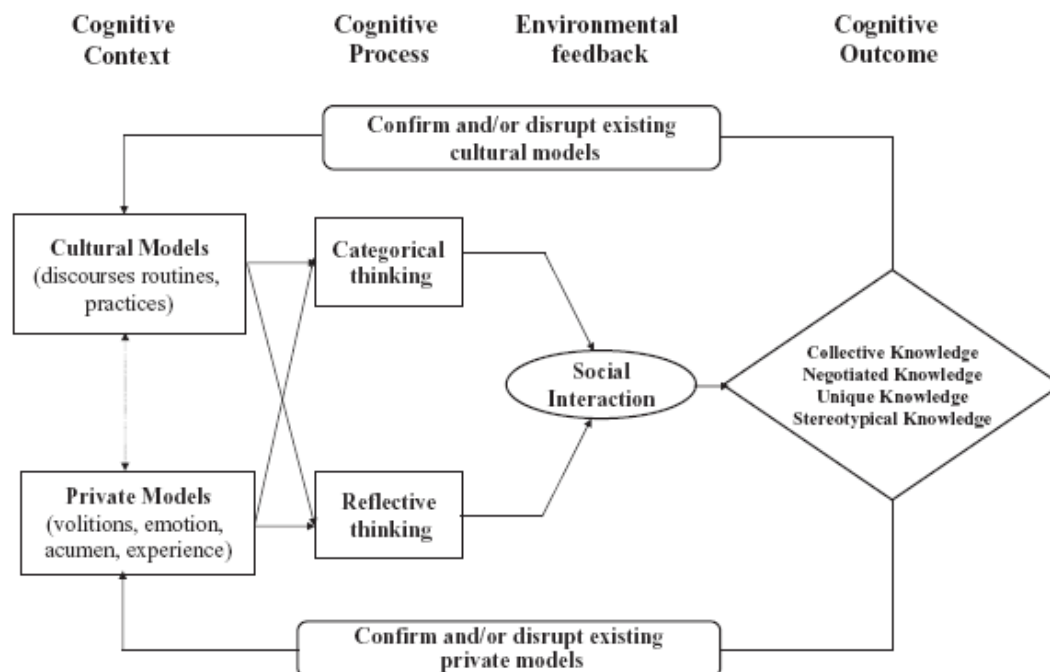 Cognitive
Context
Cognitive
Process
Environmental
feedback
Cognitive
Outcome
Confirm and/or disrupt existing
cultural models
Cultural Models
(discourses routines,
practices)
Categorical
thinking
Social
Interaction
Collective Knowledge
Negotiated Knowledge
Unique Knowledge
Stereotypical Knowledge
Private Models
(volitions, emotion,
acumen, experience)
Reflective
thinking
Confirm and/or disrupt existing
private models